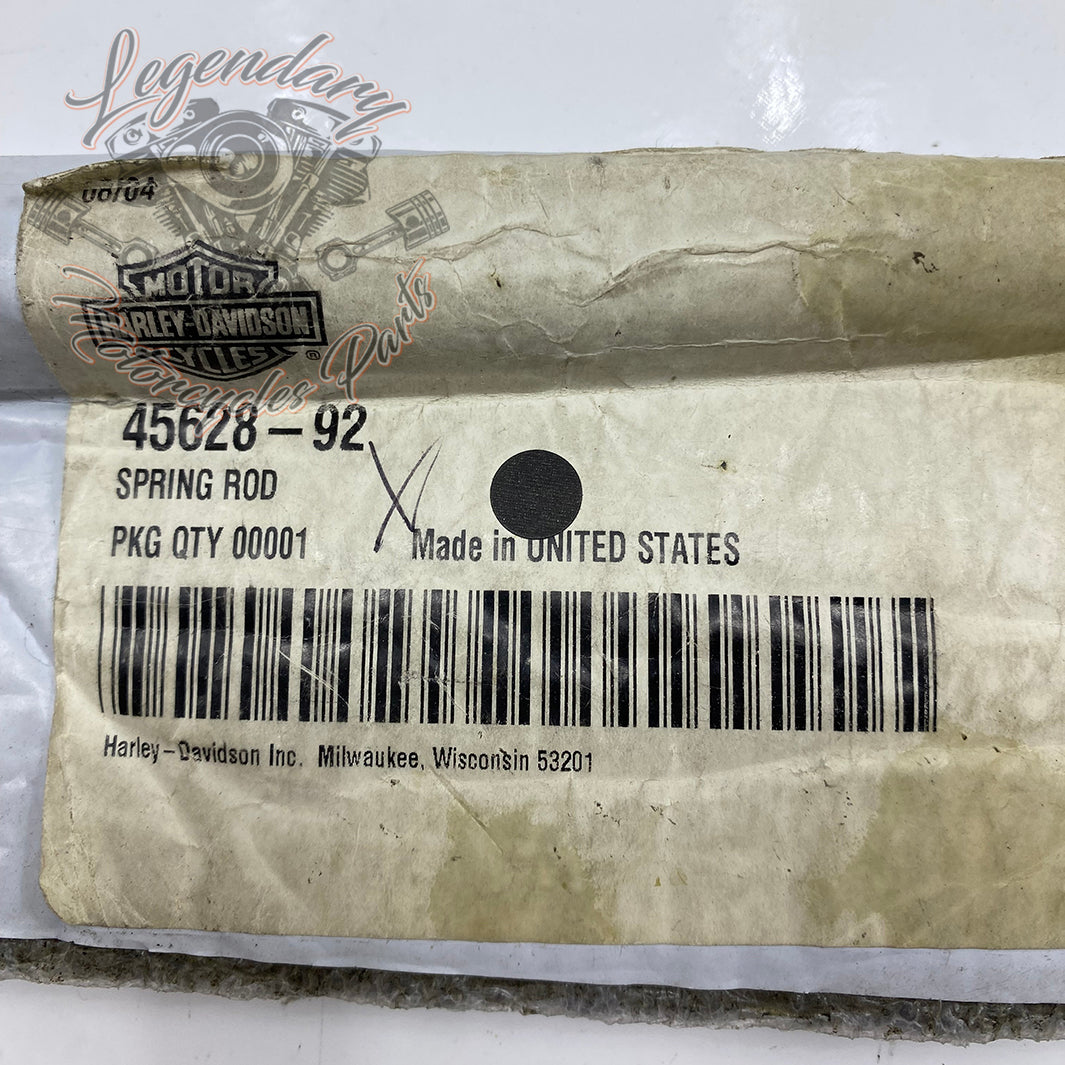 Legendary
06/04
MOTOR
HARLEY-DAVIDSON
CYCLES
®
Motorcycles Parts
45628-92
SPRING ROD
X
PKG QTY 00001
Made in UNITED STATES
Harley-Davidson Inc. Milwaukee, Wisconsin 53201